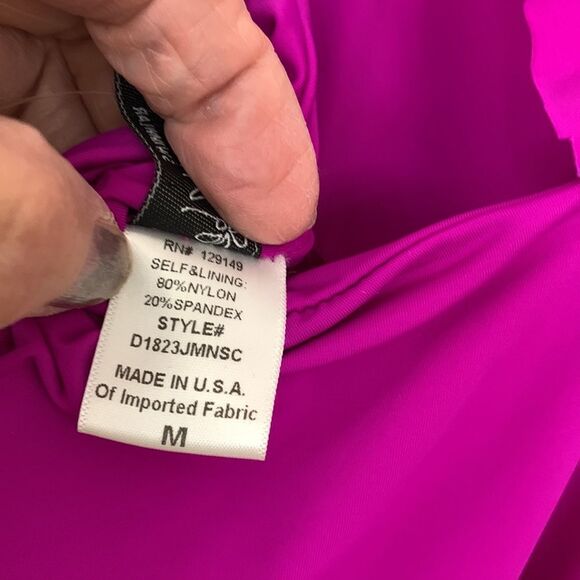 RN# 129149
SELF&LINING:
80%NYLON
20%SPANDEX
STYLE#
D1823JMNSC
MADE IN U.S.A.
Of Imported Fabric
M